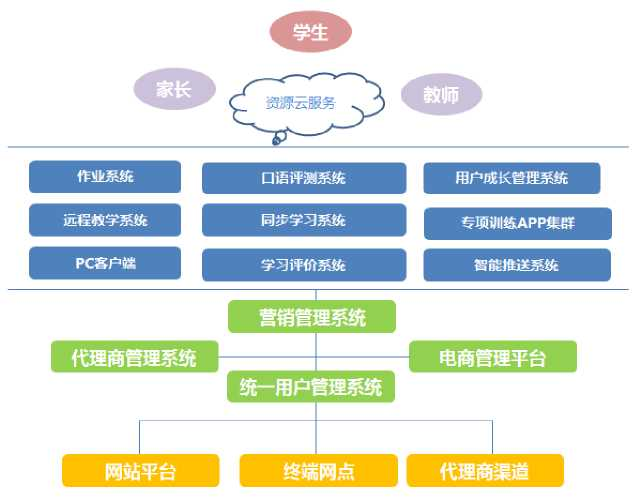 学生
家长
资源云服务
教师
作业系统
口语评测系统
用户成长管理系统
远程教学系统
同步学习系统
专项训练APP集群
PC客户端
学习评价系统
智能推送系统
营销管理系统
代理商管理系统
电商管理平台
统一用户管理系统
网站平台
终端网点
代理商渠道